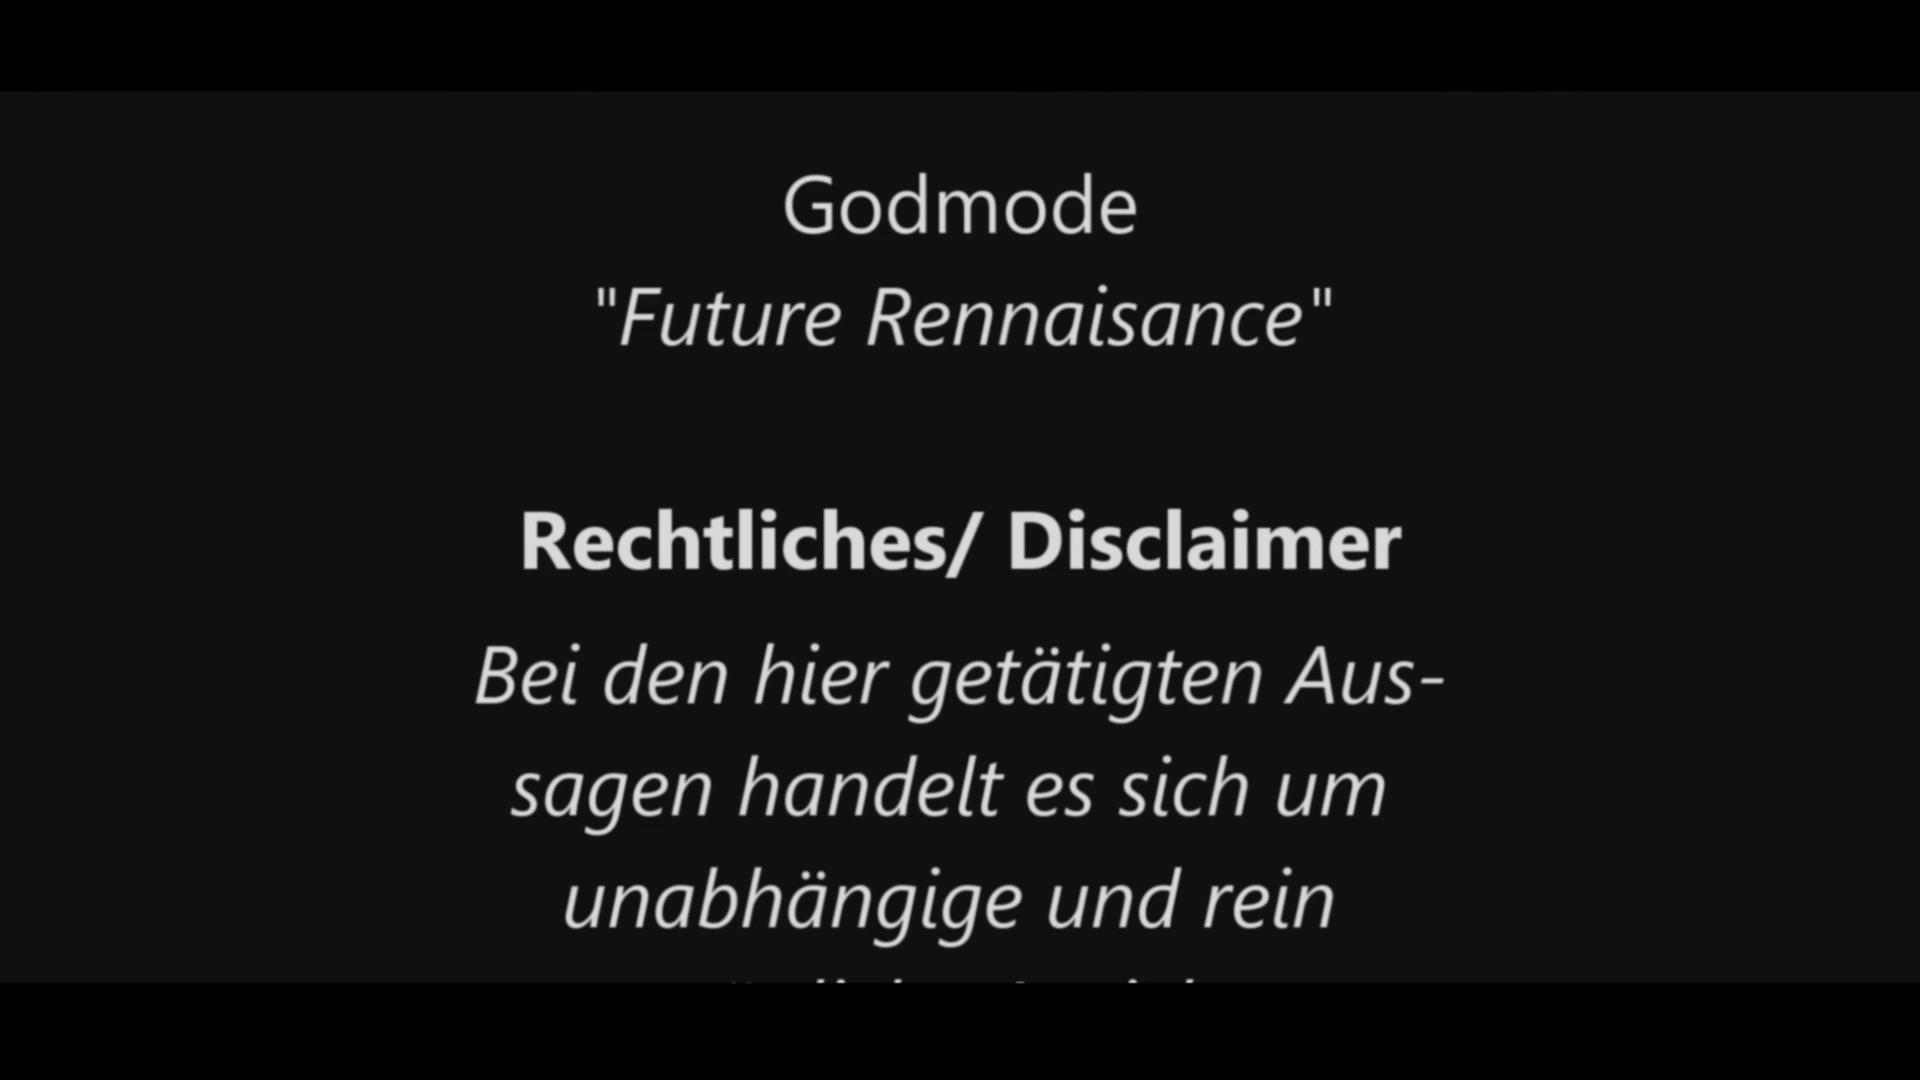 Godmode
"Future Rennaisance"
Rechtliches/ Disclaimer
Bei den hier getätigten Aus-
sagen handelt es sich um
unabhängige und rein